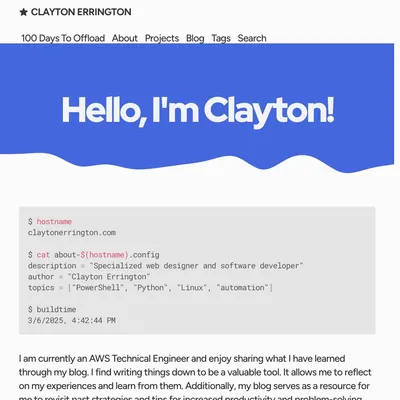 ★ CLAYTON ERRINGTON
100 Days To Offload About Projects Blog Tags Search
Hello, I'm Clayton!
$ hostname
claytonerrington.com
$ cat about-$(hostname).config
description = "Specialized web designer and software developer"
author = "Clayton Errington"
topics = ["PowerShell", "Python", "Linux", "automation"]
$ buildtime
3/6/2025, 4:42:44 PM
I am currently an AWS Technical Engineer and enjoy sharing what I have learned
through my blog. I find writing things down to be a valuable tool. It allows me to reflect
on my experiences and learn from them. Additionally, my blog serves as a resource for
me to revisit past strategies and tips for increased productivity and problem-solving